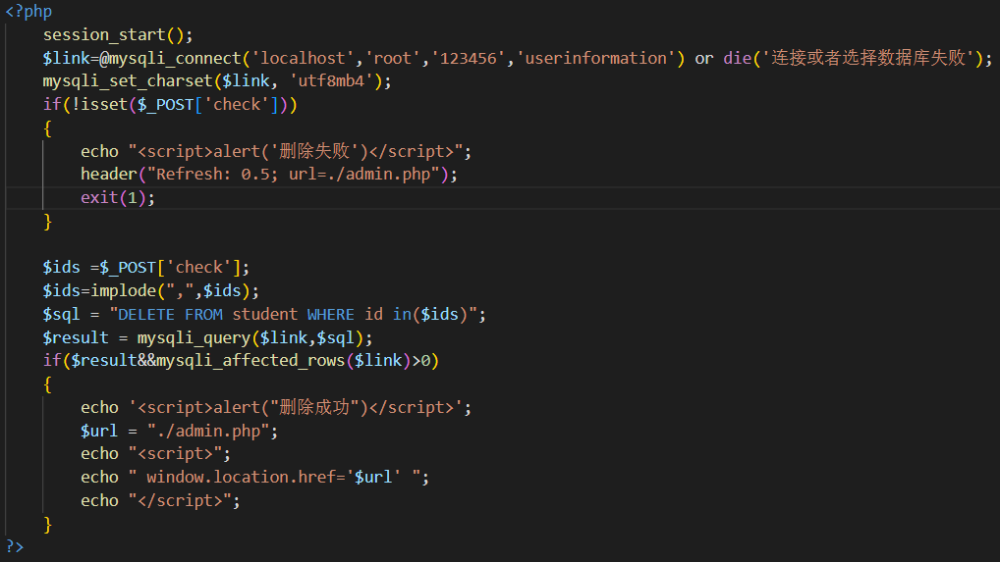 <?php
session_start();
$link=@mysqli_connect('localhost','root','123456','userinformation') or die('连接或者选择数据库失败');
mysqli_set_charset($link, 'utf8mb4');
if(!isset($_POST['check']))
{
echo "<script>alert('删除失败')</script>";
header("Refresh: 0.5; url=./admin.php");
exit(1);
}
$ids =$_POST['check'];
$ids=implode(",",$ids);
$sql = "DELETE FROM student WHERE id in($ids)";
$result = mysqli_query($link,$sql);
if($result&&mysqli_affected_rows($link)>0)
{
echo '<script>alert("删除成功")</script>';
$url = "./admin.php";
echo "<script>";
echo " window.location.href='$url' ";
echo "</script>";
}
?>